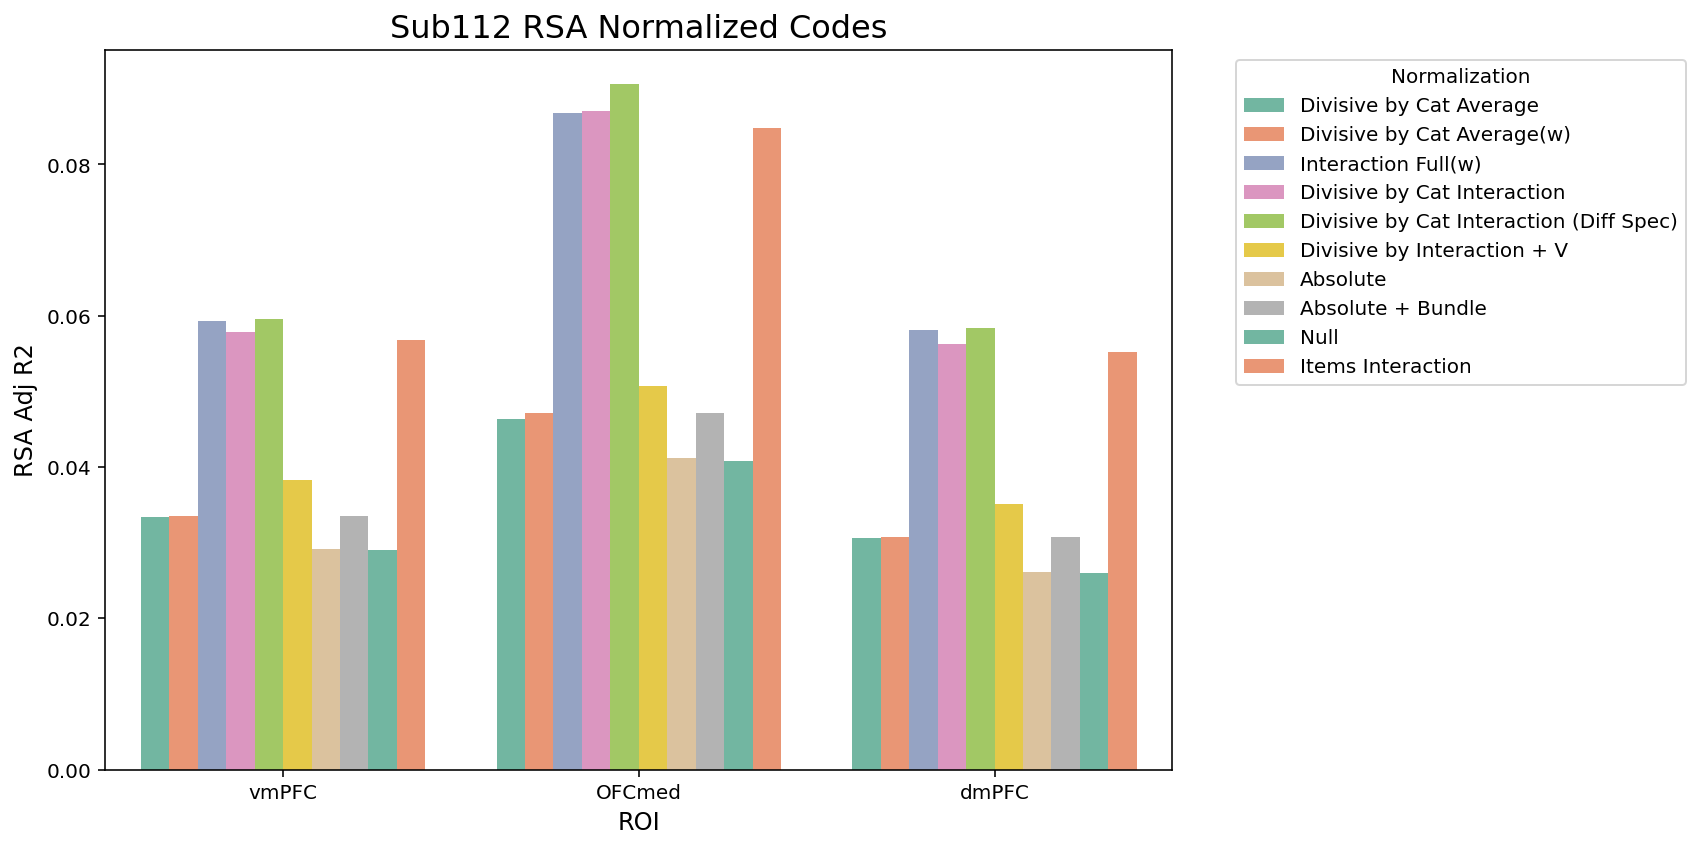 Sub112 RSA Normalized Codes
Normalization
Divisive by Cat Average
Divisive by Cat Average(w)
Interaction Full(w)
Divisive by Cat Interaction
Divisive by Cat Interaction (Diff Spec)
Divisive by Interaction + V
Absolute
Absolute + Bundle
Null
Items Interaction
RSA Adj R2
0.08
0.06
0.04
0.02
0.00
vmPFC
OFCmed
dmPFC
ROI